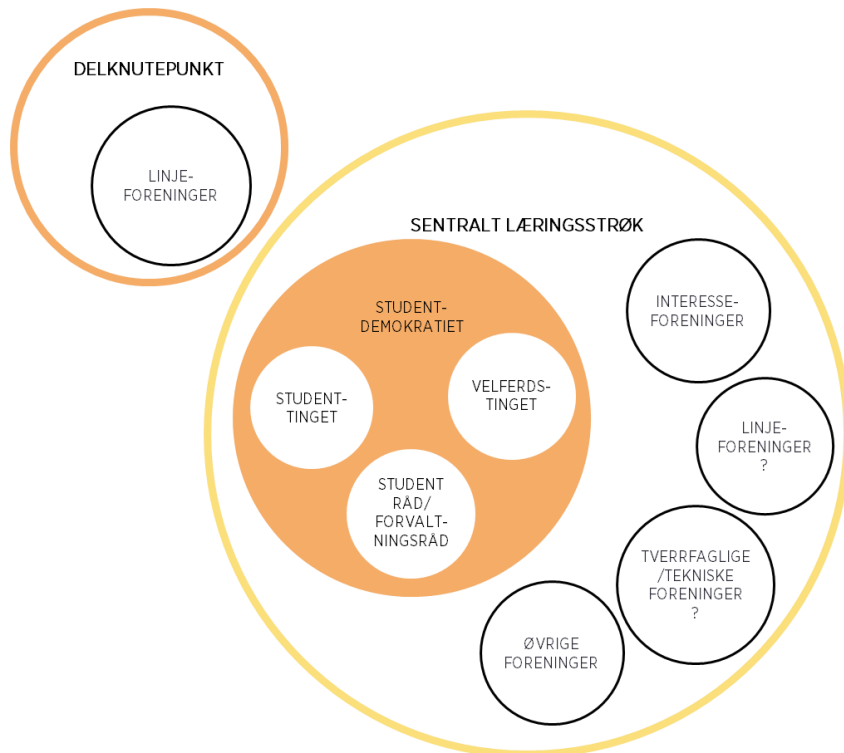 DELKNUTEPUNKT
LINJE-
FORENINGER
SENTRALT LÆRINGSSTRØK
STUDENT-
DEMOKRATIET
STUDENT-
TINGET
VELFERDS-
TINGET
STUDENT
RÅD/
FORVALT-
NINGSRÅD
INTERESSE-
FORENINGER
LINJE-
FORENINGER
?
TVERRFAGLIGE
/TEKNISKE
FORENINGER
?
ØVRIGE
FORENINGER